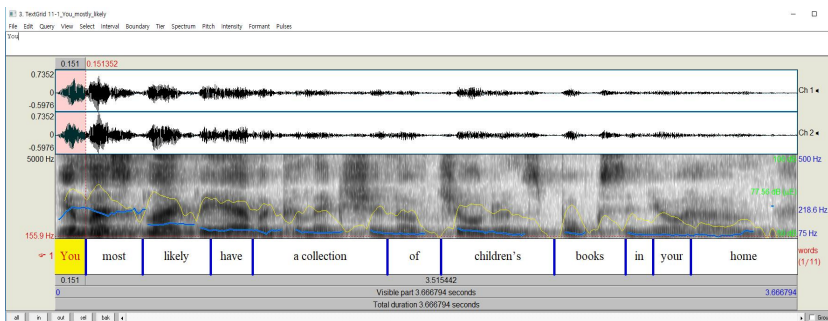 3. TextGrid 11-1_You_mostly_likely
File Edit Query View Select Interval Boundary Tier Spectrum Pitch Intensity Formant Pulses
You
0.151 0.151352
0.7352
0
-0.5976
Ch 1
0.7352
0
-0.5976
Ch 2
5000 Hz 500 Hz
218.6 Hz
155.9 Hz 75 Hz
1 You most likely have a collection of children's books in your home words (1/11)
0.151 3.515442
0 Visible part 3.666794 seconds 3.666794
Total duration 3.666794 seconds
all in out sel bak